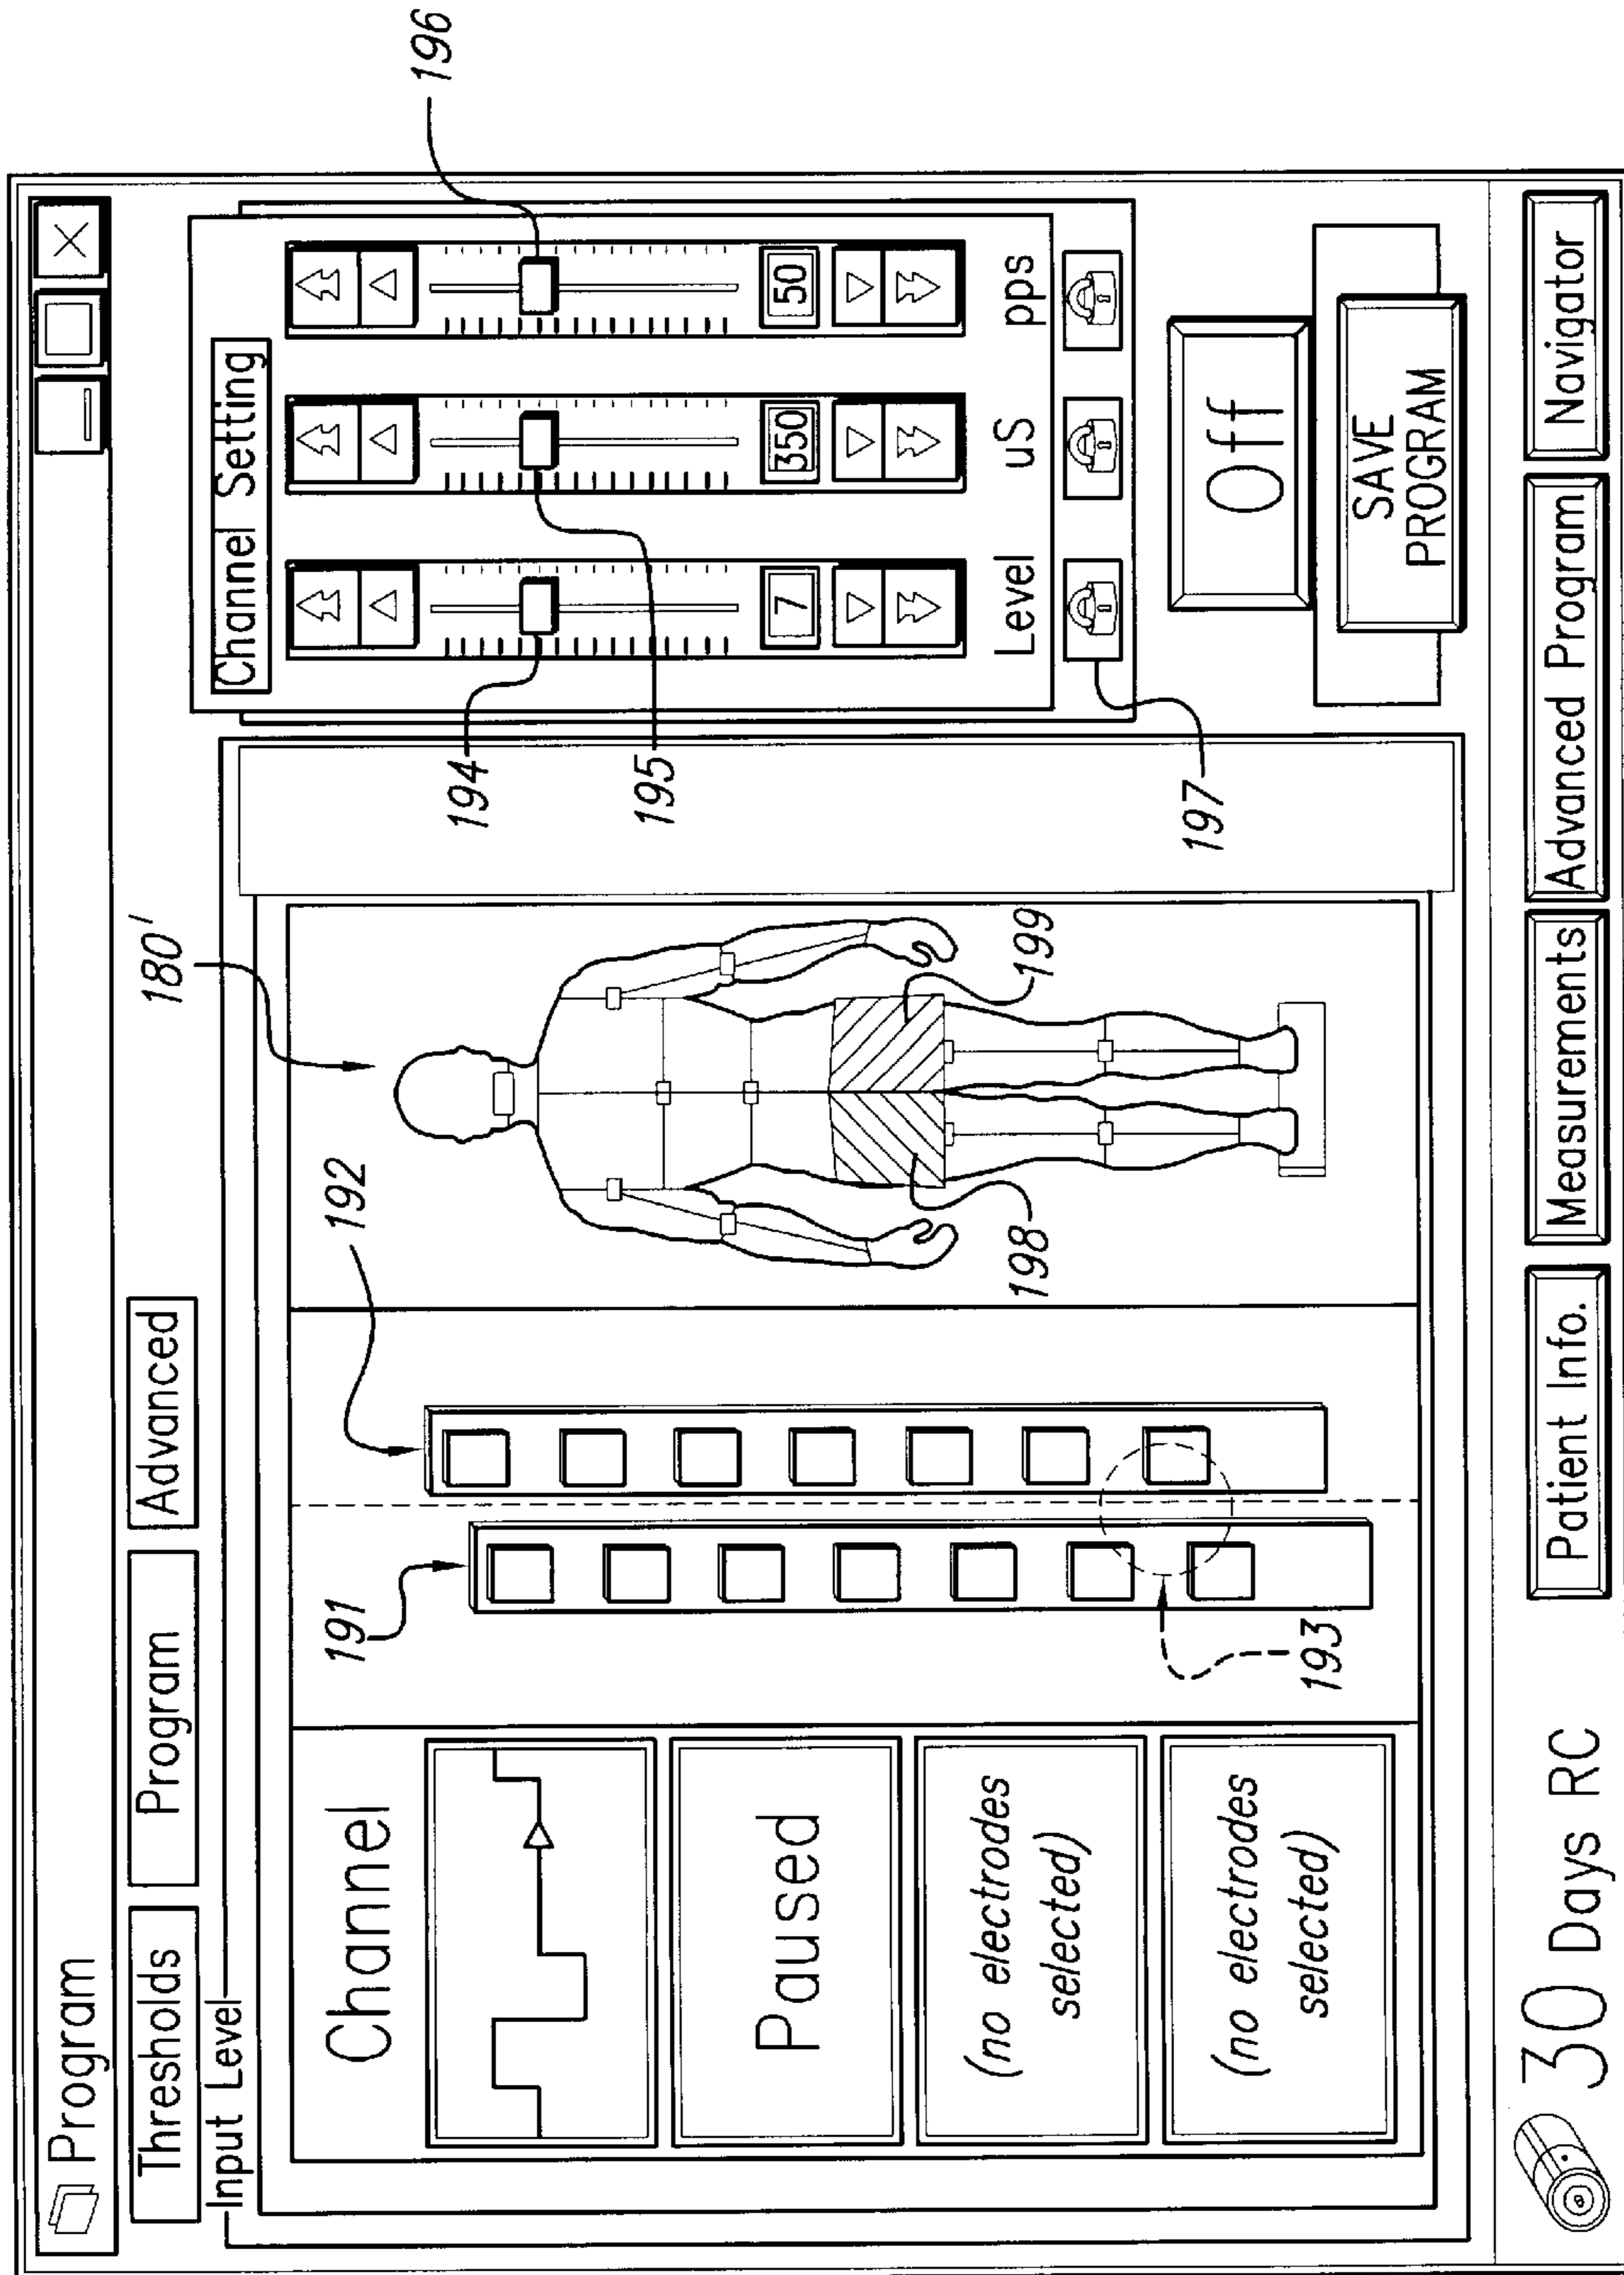 Program
Thresholds
Program
Advanced
Input Level
180'
Channel
Paused
(no electrodes
selected)
(no electrodes
selected)
191
192
193
198
199
Channel Setting
194
195
196
7
350
50
Level
uS
pps
197
Off
SAVE
PROGRAM
30 Days RC
Patient Info.
Measurements
Advanced Program
Navigator